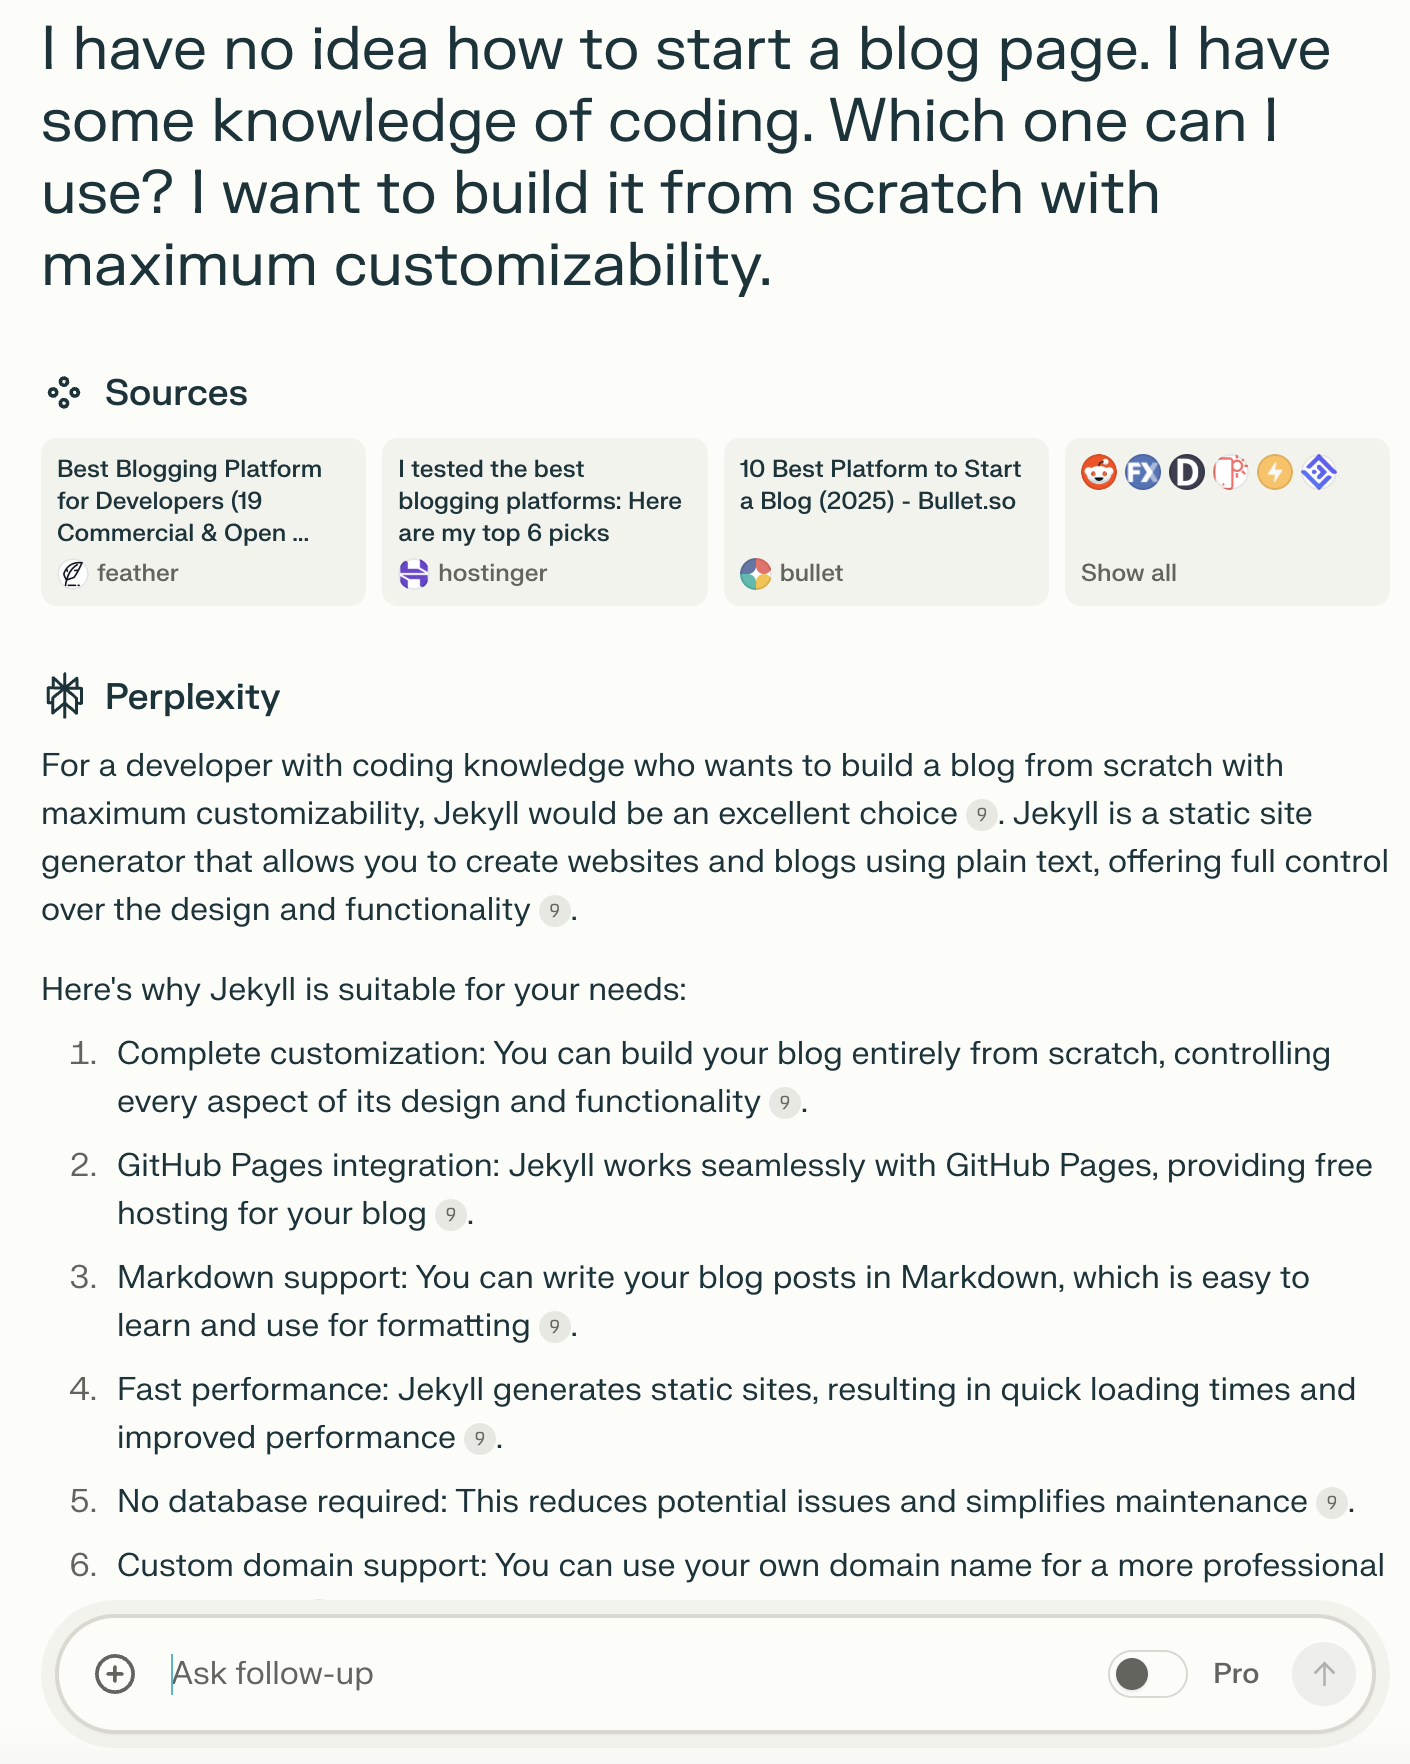 I have no idea how to start a blog page. I have
some knowledge of coding. Which one can I
use? I want to build it from scratch with
maximum customizability.
Sources
Best Blogging Platform
for Developers (19
Commercial & Open ...
feather
I tested the best
blogging platforms: Here
are my top 6 picks
hostinger
10 Best Platform to Start
a Blog (2025) - Bullet.so
bullet
FX D
Show all
Perplexity
For a developer with coding knowledge who wants to build a blog from scratch with
maximum customizability, Jekyll would be an excellent choice 9. Jekyll is a static site
generator that allows you to create websites and blogs using plain text, offering full control
over the design and functionality 9.
Here's why Jekyll is suitable for your needs:
1. Complete customization: You can build your blog entirely from scratch, controlling
every aspect of its design and functionality 9.
2. GitHub Pages integration: Jekyll works seamlessly with GitHub Pages, providing free
hosting for your blog 9.
3. Markdown support: You can write your blog posts in Markdown, which is easy to
learn and use for formatting 9.
4. Fast performance: Jekyll generates static sites, resulting in quick loading times and
improved performance 9.
5. No database required: This reduces potential issues and simplifies maintenance 9.
6. Custom domain support: You can use your own domain name for a more professional
Ask follow-up
Pro